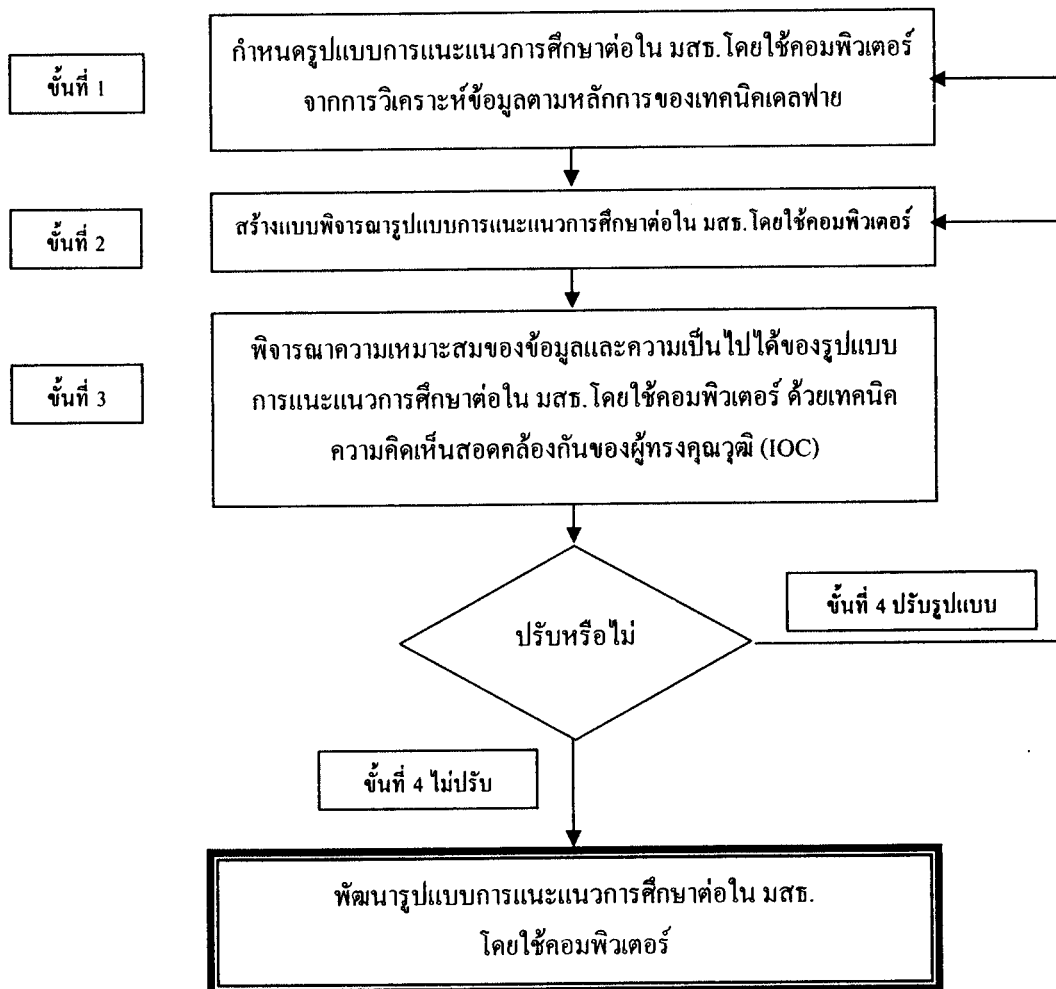 ขั้นที่ 1
กำหนดรูปแบบการแนะแนวการศึกษาต่อใน มสธ.โดยใช้คอมพิวเตอร์
จากการวิเคราะห์ข้อมูลตามหลักการของเทคนิคเดลฟาย
ขั้นที่ 2
สร้างแบบพิจารณารูปแบบการแนะแนวการศึกษาต่อใน มสธ.โดยใช้คอมพิวเตอร์
ขั้นที่ 3
พิจารณาความเหมาะสมของข้อมูลและความเป็นไปได้ของรูปแบบ
การแนะแนวการศึกษาต่อใน มสธ.โดยใช้คอมพิวเตอร์ ด้วยเทคนิค
ความคิดเห็นสอดคล้องกันของผู้ทรงคุณวุฒิ (IOC)
ปรับหรือไม่
ขั้นที่ 4 ปรับรูปแบบ
ขั้นที่ 4 ไม่ปรับ
พัฒนารูปแบบการแนะแนวการศึกษาต่อใน มสธ.
โดยใช้คอมพิวเตอร์